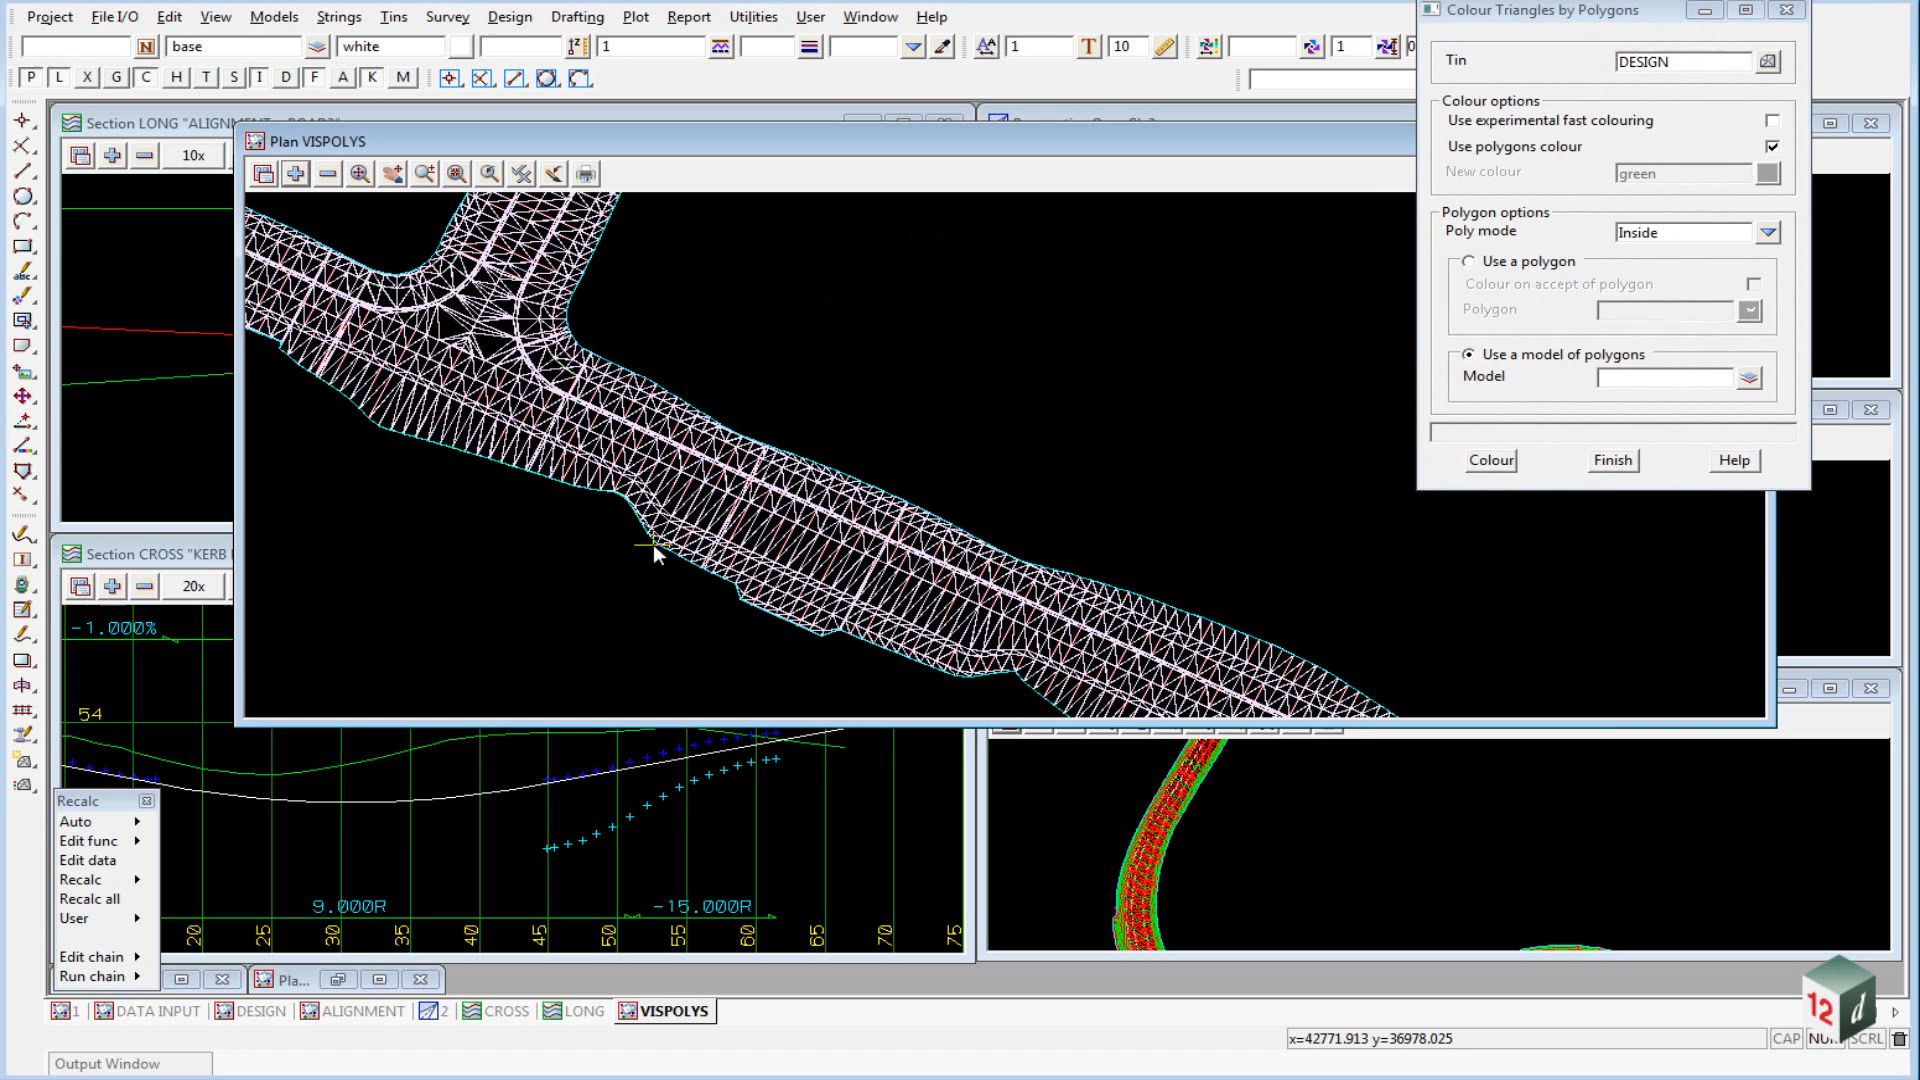 Project File I/O Edit View Models Strings Tins Survey Design Drafting Plot Report Utilities User Window Help
Colour Triangles by Polygons
N base white 1 T 1 10 1 0
P L X G C H T S I D F A K M
Tin DESIGN
Colour options
Use experimental fast colouring
Use polygons colour
New colour green
Polygon options
Poly mode Inside
Use a polygon
Colour on accept of polygon
Polygon
Use a model of polygons
Model
Colour Finish Help
Section LONG "ALIGNMENT
10x
Plan VISPOLYS
Section CROSS "KERB
20x
-1.000%
54
9.000R -15.000R
20 25 30 35 40 45 50 55 60 65 70 75
Recalc
Auto
Edit func
Edit data
Recalc
Recalc all
User
Edit chain
Run chain
Pla...
1 DATA INPUT DESIGN ALIGNMENT 2 CROSS LONG VISPOLYS
12d
x=42771.913 y=36978.025 CAP NUM SCRL
Output Window